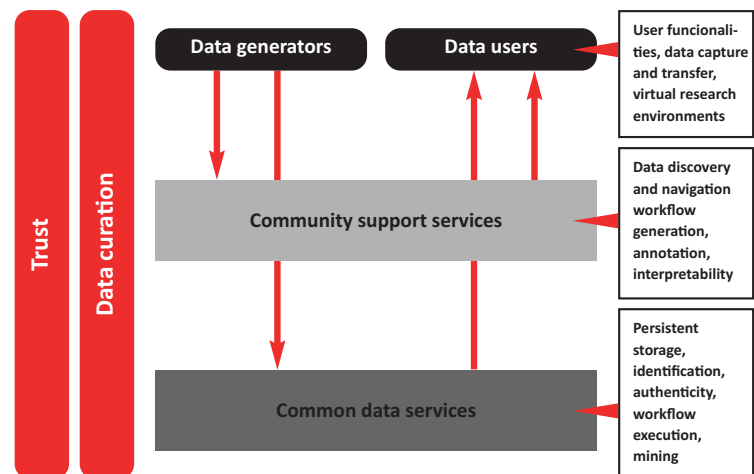 Trust
Data curation
Data generators
Data users
User funcionali-
ties, data capture
and transfer,
virtual research
environments
Community support services
Data discovery
and navigation
workflow
generation,
annotation,
interpretability
Common data services
Persistent
storage,
identification,
authenticity,
workflow
execution,
mining